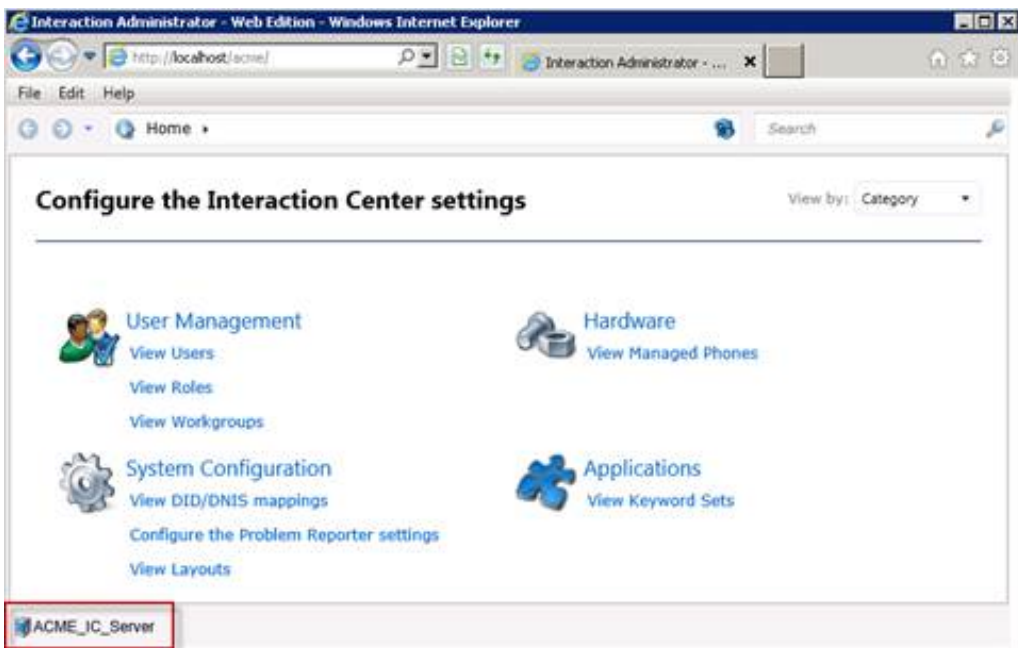 Interaction Administrator - Web Edition - Windows Internet Explorer
http://localhost/acme/
Interaction Administrator - ...
File Edit Help
Home
Search
Configure the Interaction Center settings
View by: Category
User Management
View Users
View Roles
View Workgroups
Hardware
View Managed Phones
System Configuration
View DID/DNIS mappings
Configure the Problem Reporter settings
View Layouts
Applications
View Keyword Sets
ACME_IC_Server